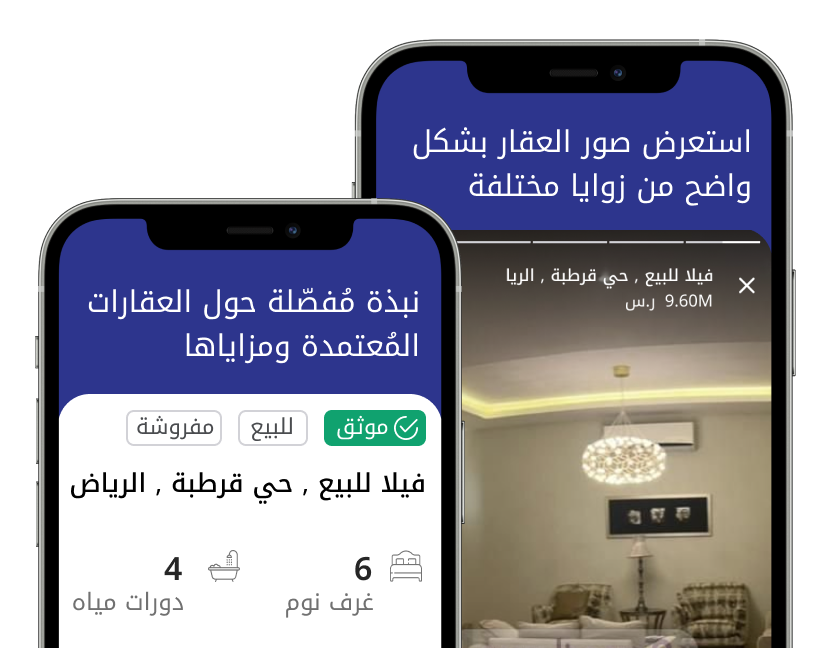 استعرض صور العقار بشكل
واضح من زوايا مختلفة
فيلا للبيع , حي قرطبة , الريا
9.60M ر.س
نبذة مُفصّلة حول العقارات
المُعتمدة ومزاياها
موثق
للبيع
مفروشة
فيلا للبيع , حي قرطبة , الرياض
6
4
غرف نوم
دورات مياه